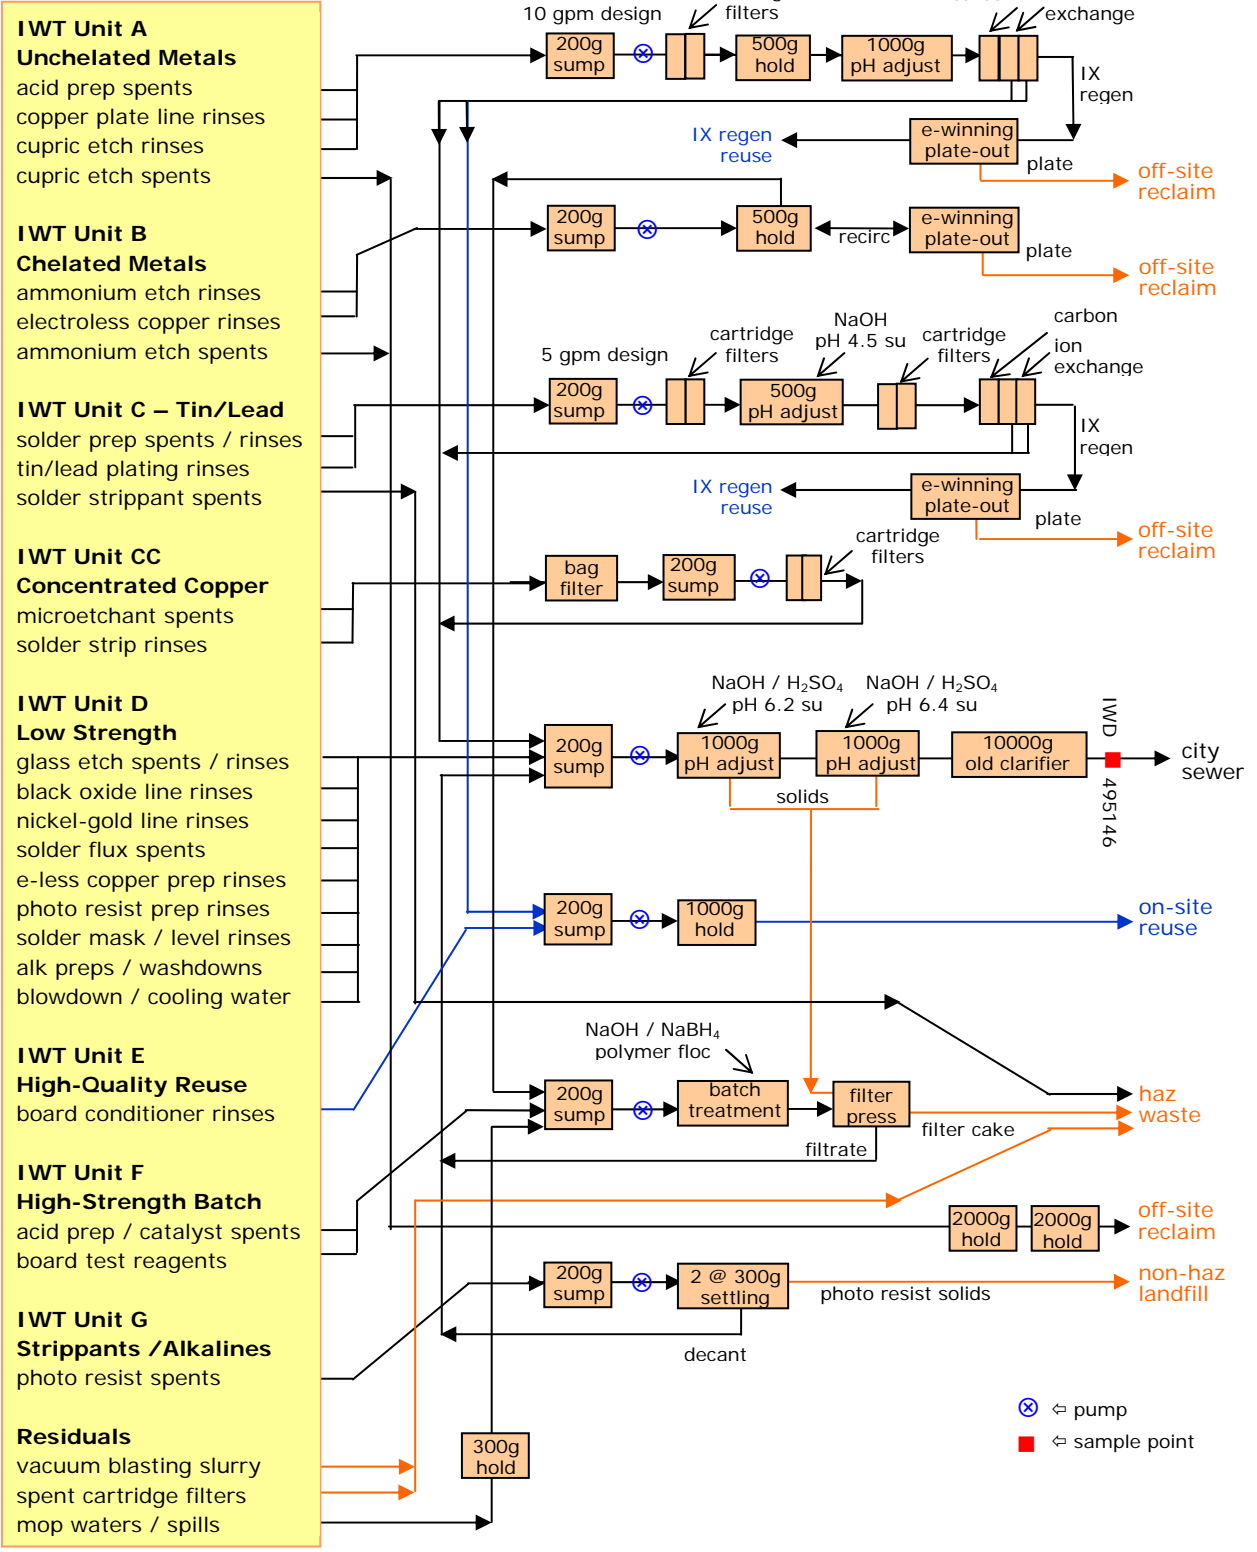 IWT Unit A
Unchelated Metals
acid prep spents
copper plate line rinses
cupric etch rinses
cupric etch spents
IWT Unit B
Chelated Metals
ammonium etch rinses
electroless copper rinses
ammonium etch spents
IWT Unit C – Tin/Lead
solder prep spents / rinses
tin/lead plating rinses
solder strippant spents
IWT Unit CC
Concentrated Copper
microetchant spents
solder strip rinses
IWT Unit D
Low Strength
glass etch spents / rinses
black oxide line rinses
nickel-gold line rinses
solder flux spents
e-less copper prep rinses
photo resist prep rinses
solder mask / level rinses
alk preps / washdowns
blowdown / cooling water
IWT Unit E
High-Quality Reuse
board conditioner rinses
IWT Unit F
High-Strength Batch
acid prep / catalyst spents
board test reagents
IWT Unit G
Strippants /Alkalines
photo resist spents
Residuals
vacuum blasting slurry
spent cartridge filters
mop waters / spills
10 gpm design
filters
exchange
200g
sump
500g
hold
1000g
pH adjust
IX
regen
IX regen
reuse
e-winning
plate-out
plate
off-site
reclaim
200g
sump
500g
hold
recirc
e-winning
plate-out
plate
off-site
reclaim
5 gpm design
cartridge
filters
NaOH
pH 4.5 su
cartridge
filters
carbon
ion
exchange
200g
sump
500g
pH adjust
IX
regen
IX regen
reuse
e-winning
plate-out
plate
off-site
reclaim
bag
filter
200g
sump
cartridge
filters
NaOH / H₂SO₄
pH 6.2 su
NaOH / H₂SO₄
pH 6.4 su
200g
sump
1000g
pH adjust
1000g
pH adjust
10000g
old clarifier
IWD
495146
city
sewer
solids
200g
sump
1000g
hold
on-site
reuse
NaOH / NaBH₄
polymer floc
200g
sump
batch
treatment
filter
press
filter cake
filtrate
haz
waste
2000g
hold
2000g
hold
off-site
reclaim
200g
sump
2 @ 300g
settling
photo resist solids
non-haz
landfill
decant
300g
hold
⇦ pump
⇦ sample point